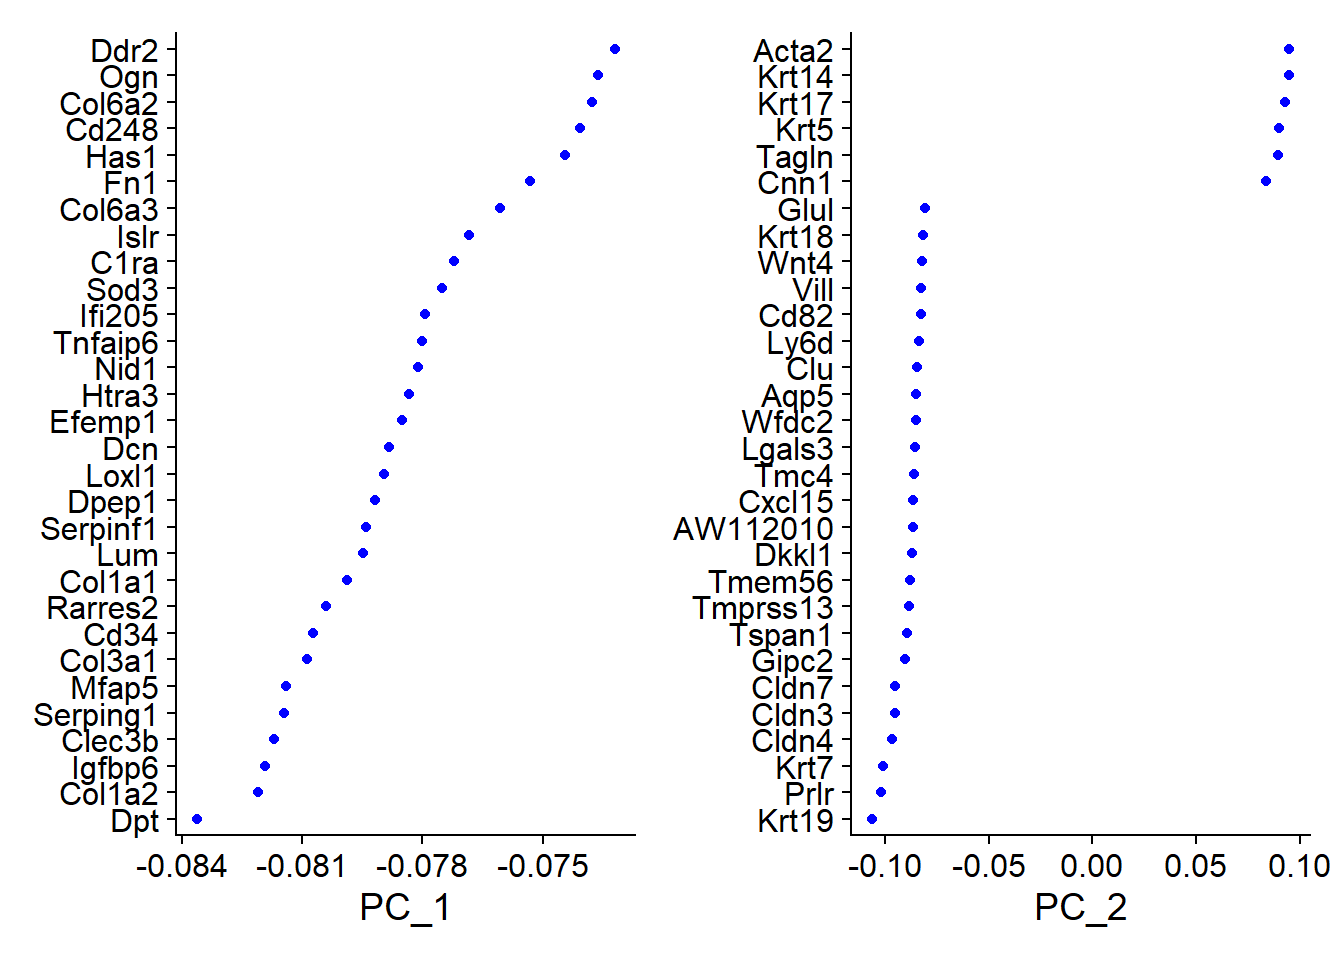 Ddr2
Ogn
Col6a2
Cd248
Has1
Fn1
Col6a3
Islr
C1ra
Sod3
Ifi205
Tnfaip6
Nid1
Htra3
Efemp1
Dcn
Loxl1
Dpep1
Serpinf1
Lum
Col1a1
Rarres2
Cd34
Col3a1
Mfap5
Serping1
Clec3b
Igfbp6
Col1a2
Dpt
-0.084 -0.081 -0.078 -0.075
PC_1
Acta2
Krt14
Krt17
Krt5
Tagln
Cnn1
Glul
Krt18
Wnt4
Vill
Cd82
Ly6d
Clu
Aqp5
Wfdc2
Lgals3
Tmc4
Cxcl15
AW112010
Dkkl1
Tmem56
Tmprss13
Tspan1
Gipc2
Cldn7
Cldn3
Cldn4
Krt7
Prlr
Krt19
-0.10 -0.05 0.00 0.05 0.10
PC_2